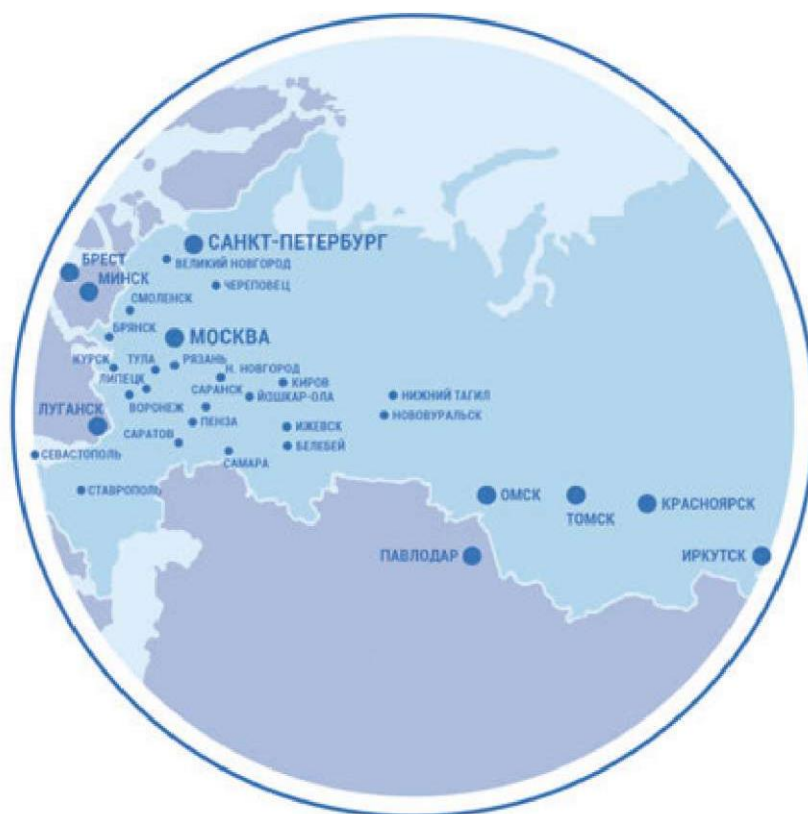 САНКТ-ПЕТЕРБУРГ
БРЕСТ
ВЕЛИКИЙ НОВГОРОД
МИНСК
ЧЕРЕПОВЕЦ
СМОЛЕНСК
БРЯНСК
МОСКВА
КУРСК
ТУЛА
РЯЗАНЬ
Н. НОВГОРОД
ЛИПЕЦК
САРАНСК
КИРОВ
ЙОШКАР-ОЛА
НИЖНИЙ ТАГИЛ
ЛУГАНСК
ВОРОНЕЖ
НОВОУРАЛЬСК
ПЕНЗА
ИЖЕВСК
САРАТОВ
БЕЛЕБЕЙ
СЕВАСТОПОЛЬ
САМАРА
СТАВРОПОЛЬ
ОМСК
ТОМСК
КРАСНОЯРСК
ПАВЛОДАР
ИРКУТСК